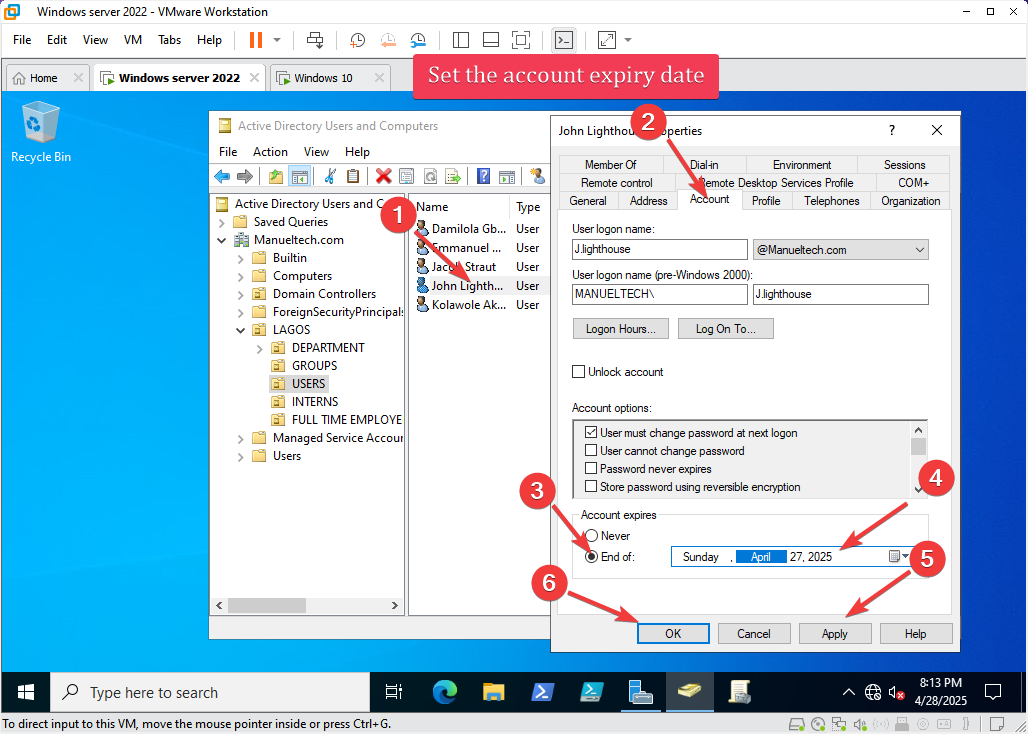 Windows server 2022 - VMware Workstation
File Edit View VM Tabs Help
Home Windows server 2022 Windows 10
Set the account expiry date
Recycle Bin
Active Directory Users and Computers
File Action View Help
Active Directory Users and C
Saved Queries
Manueltech.com
Builtin
Computers
Domain Controllers
ForeignSecurityPrincipals
LAGOS
DEPARTMENT
GROUPS
USERS
INTERNS
FULL TIME EMPLOYE
Managed Service Accour
Users
Name Type
Damilola Gb... User
Emmanuel ... User
Jacob Straut User
John Lighth... User
Kolawole Ak... User
1
2
John Lighthou operties ?
Member Of Dial-in Environment Sessions
Remote control Remote Desktop Services Profile COM+
General Address Account Profile Telephones Organization
User logon name:
J.lighthouse @Manueltech.com
User logon name (pre-Windows 2000):
MANUELTECH\ J.lighthouse
Logon Hours... Log On To...
Unlock account
Account options:
User must change password at next logon
User cannot change password
Password never expires
Store password using reversible encryption
3
4
Account expires
Never
End of: Sunday , April 27, 2025
5
6
OK Cancel Apply Help
Type here to search
8:13 PM
4/28/2025
To direct input to this VM, move the mouse pointer inside or press Ctrl+G.